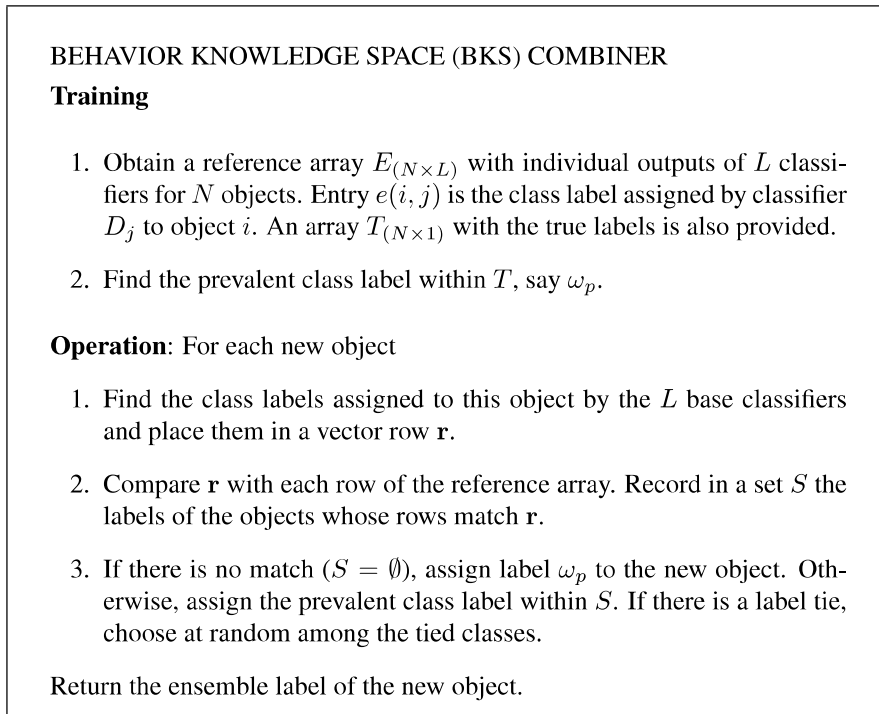 BEHAVIOR KNOWLEDGE SPACE (BKS) COMBINER
Training
1. Obtain a reference array E(N×L) with individual outputs of L classi-
fiers for N objects. Entry e(i, j) is the class label assigned by classifier
Dj to object i. An array T(N×1) with the true labels is also provided.
2. Find the prevalent class label within T, say ωp.
Operation: For each new object
1. Find the class labels assigned to this object by the L base classifiers
and place them in a vector row r.
2. Compare r with each row of the reference array. Record in a set S the
labels of the objects whose rows match r.
3. If there is no match (S = ∅), assign label ωp to the new object. Oth-
erwise, assign the prevalent class label within S. If there is a label tie,
choose at random among the tied classes.
Return the ensemble label of the new object.